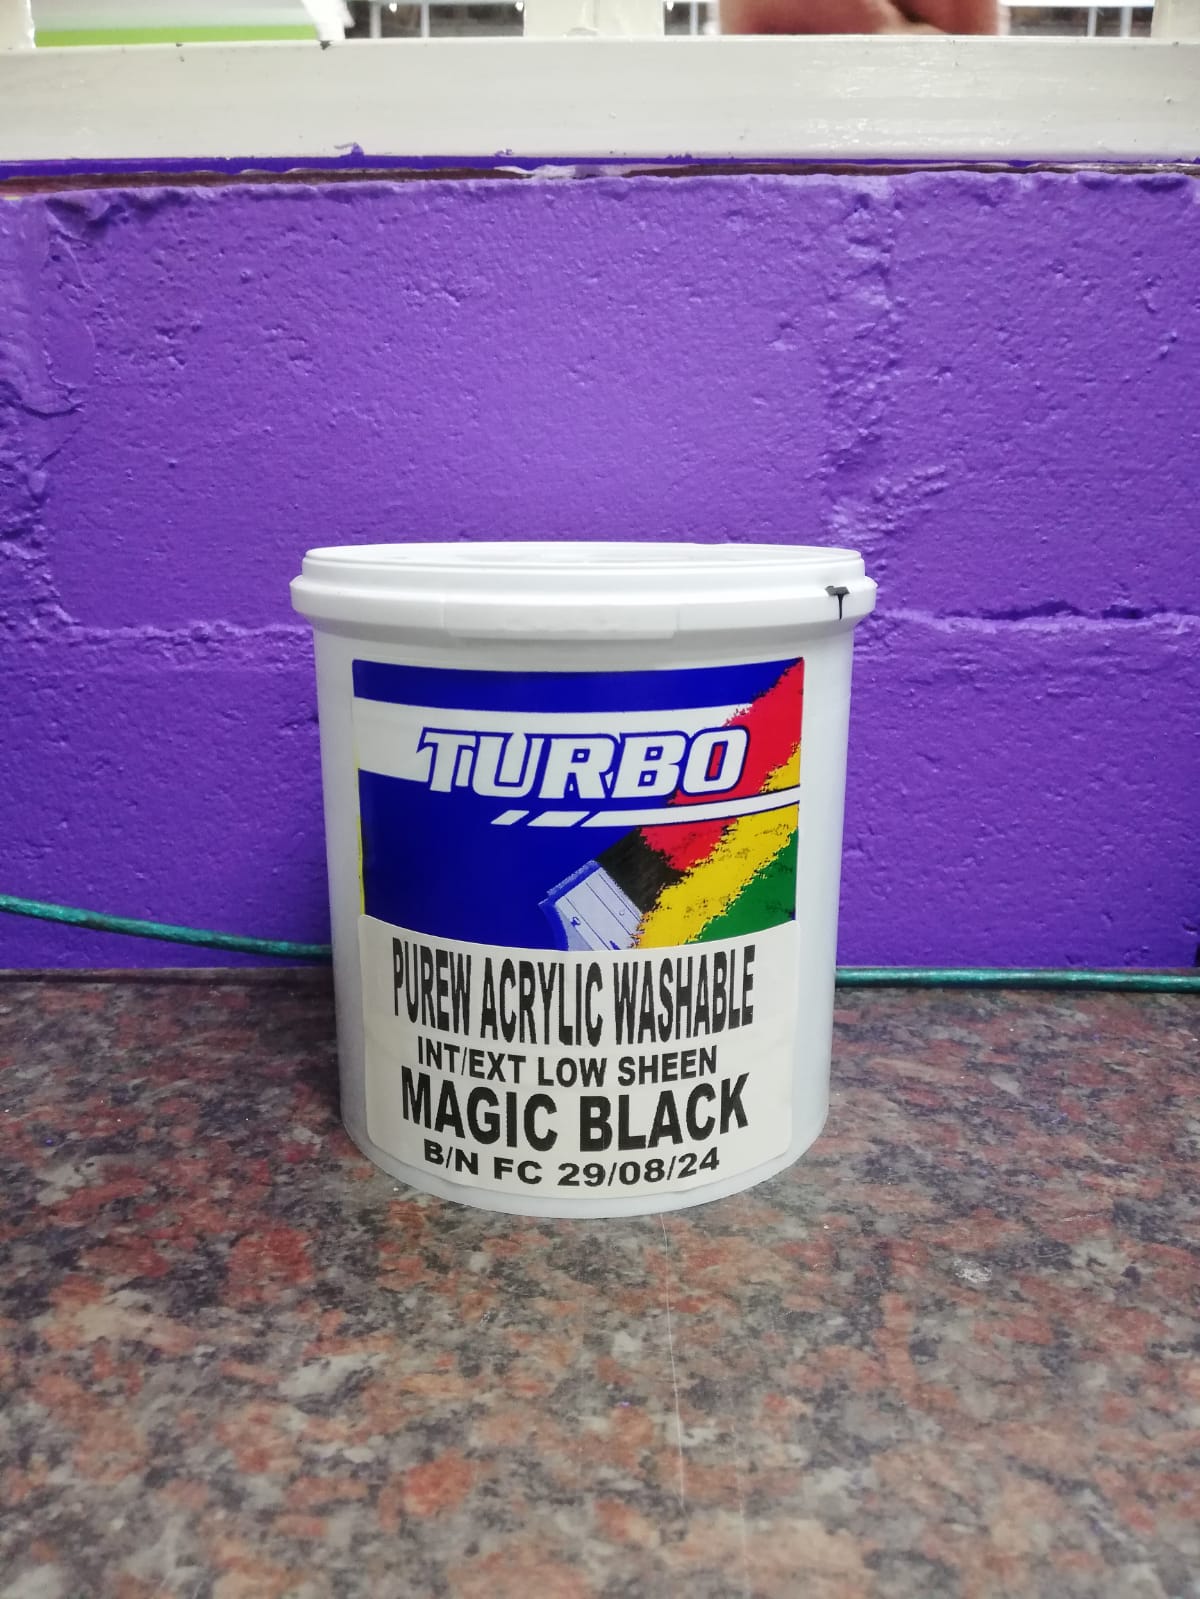 TURBO
PUREW ACRYLIC WASHABLE
INT/EXT LOW SHEEN
MAGIC BLACK
B/N FC 29/08/24